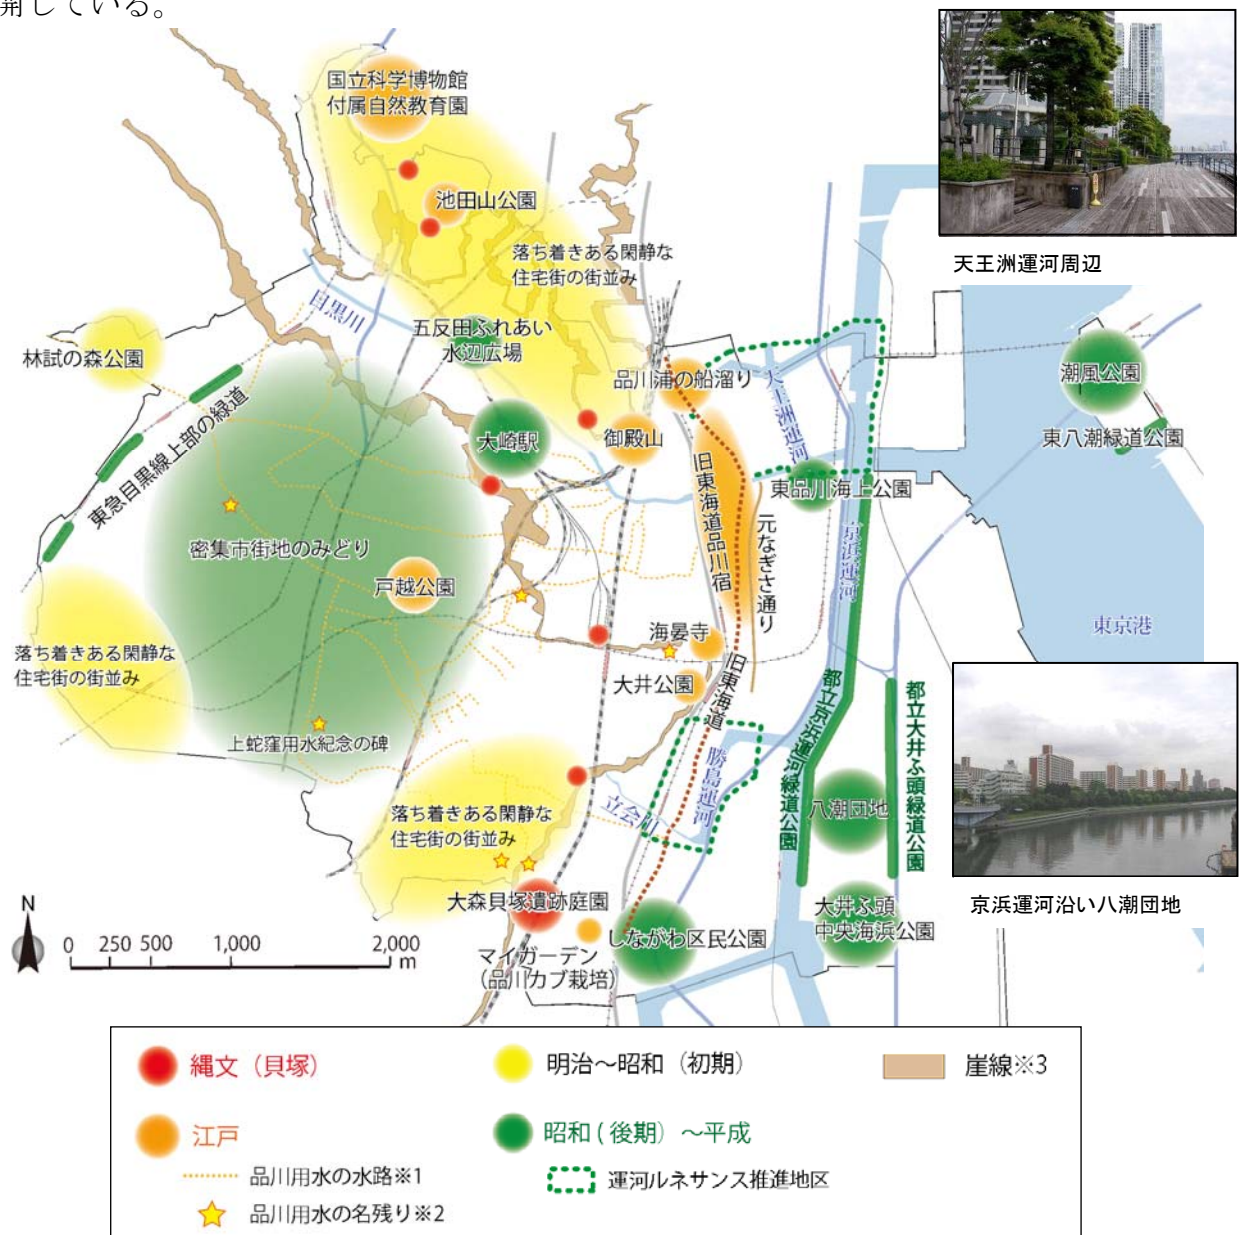 開している。
国立科学博物館
付属自然教育園
池田山公園
落ち着きある閑静な
住宅街の街並み
目黒川
五反田ふれあい
水辺広場
林試の森公園
品川浦の船溜り
天王洲運河
大崎駅
御殿山
東急目黒線上部の緑道
密集市街地のみどり
戸越公園
旧東海道品川宿
元なぎさ通り
東品川海上公園
京浜運河
潮風公園
東八潮緑道公園
東京港
天王洲運河周辺
海晏寺
大井公園
旧東海道
落ち着きある閑静な
住宅街の街並み
上蛇窪用水紀念の碑
都立京浜運河緑道公園
都立大井ふ頭緑道公園
勝島運河
立会川
八潮団地
落ち着きある閑静な
住宅街の街並み
大森貝塚遺跡庭園
マイガーデン
(品川カブ栽培)
しながわ区民公園
大井ふ頭
中央海浜公園
京浜運河沿い八潮団地
N
0 250 500 1,000 2,000
m
縄文（貝塚）
明治～昭和（初期）
崖線※3
江戸
昭和(後期）～平成
品川用水の水路※1
運河ルネサンス推進地区
品川用水の名残り※2